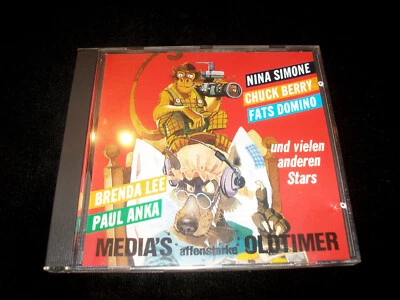 NINA SIMONE
CHUCK BERRY
FATS DOMINO
und vielen
anderen
Stars
BRENDA LEE
PAUL ANKA
MEDIA'S affenstarke OLDTIMER